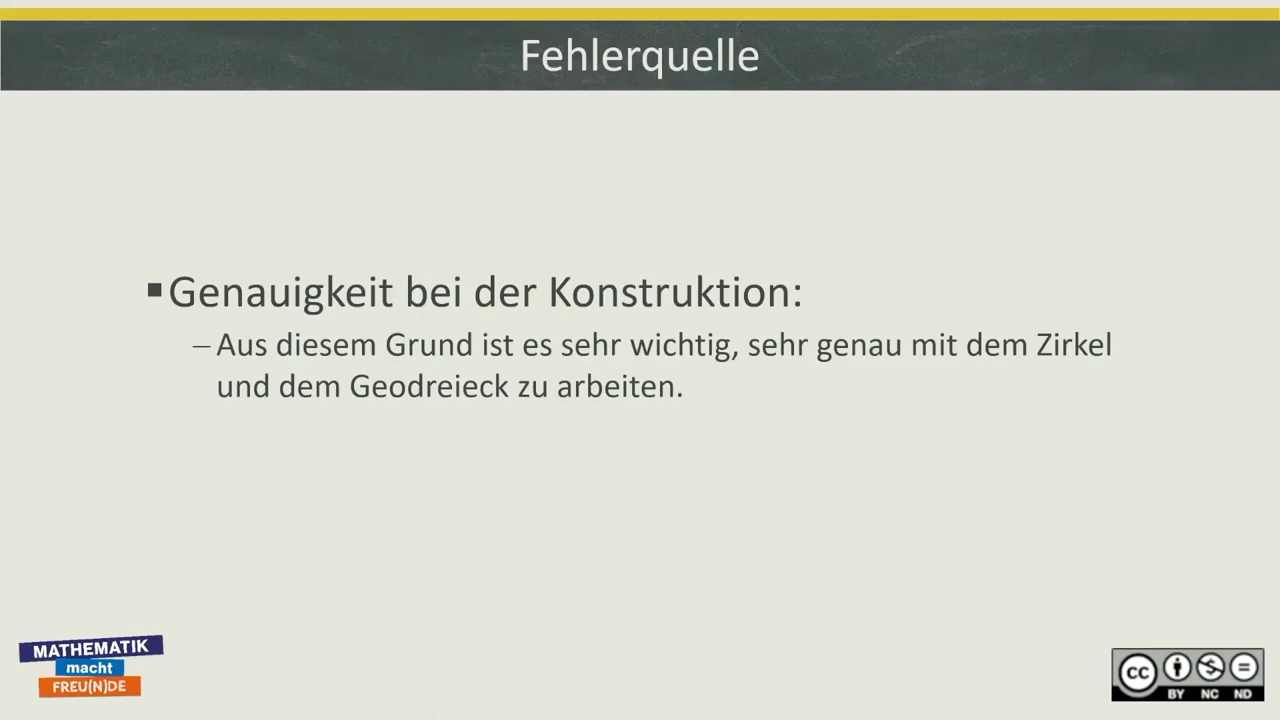 Fehlerquelle
▪Genauigkeit bei der Konstruktion:
–Aus diesem Grund ist es sehr wichtig, sehr genau mit dem Zirkel
und dem Geodreieck zu arbeiten.
MATHEMATIK
macht
FREU(N)DE
cc
BY NC ND